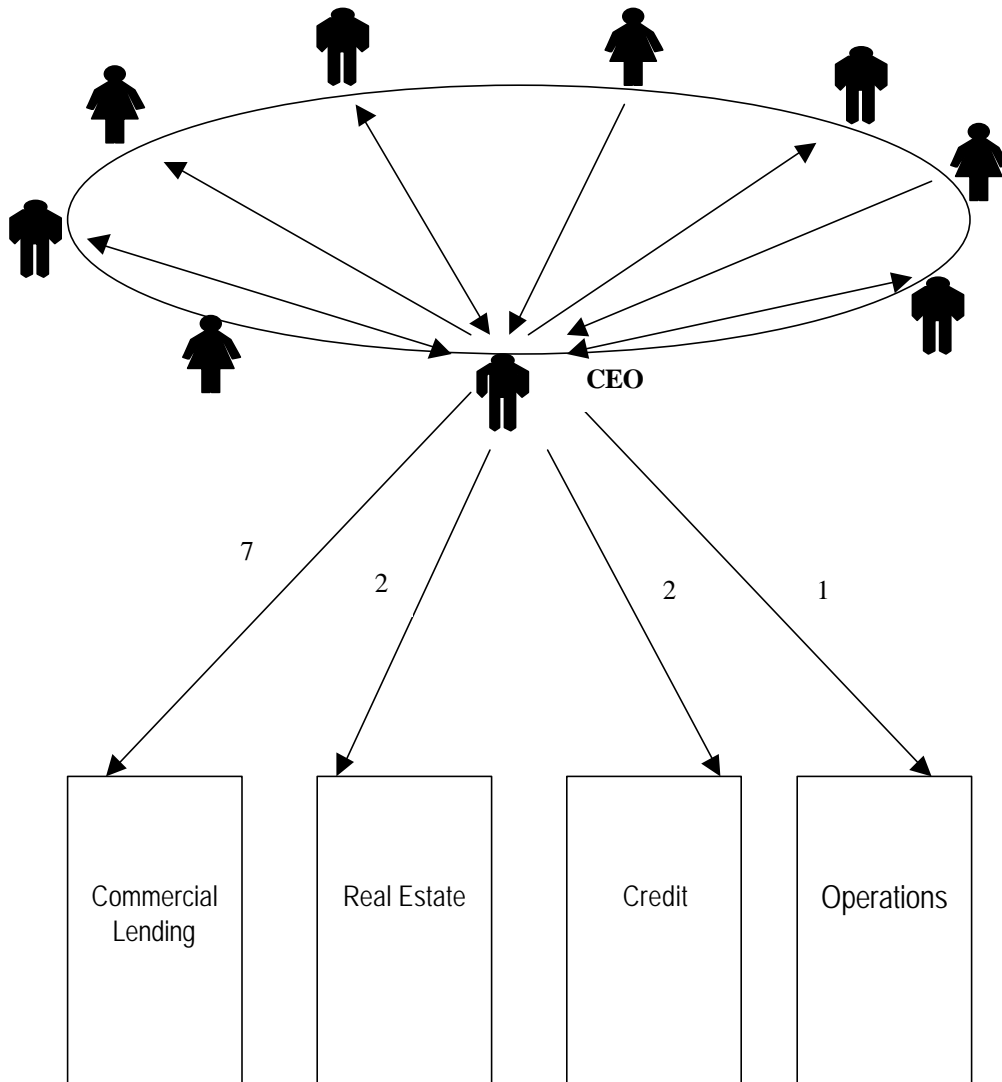 CEO
7
2
2
1
Commercial
Lending
Real Estate
Credit
Operations